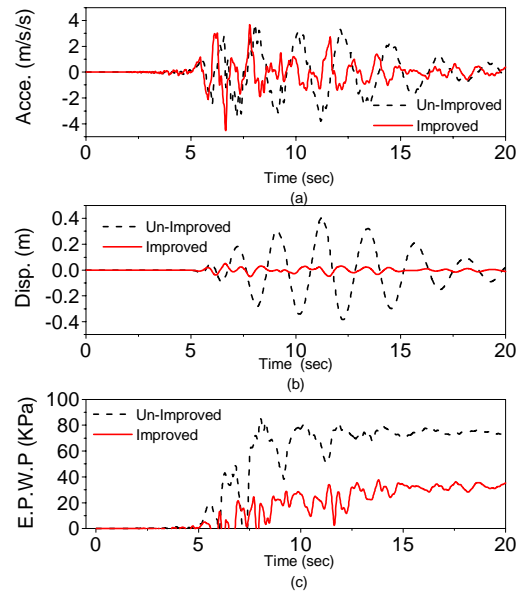 Acce. (m/s/s)
4
2
0
-2
-4
Un-Improved
Improved
0 5 10 15 20
Time (sec)
(a)
Disp. (m)
0.4
0.2
0.0
-0.2
-0.4
Un-Improved
Improved
0 5 10 15 20
Time (sec)
(b)
E.P.W.P (KPa)
100
80
60
40
20
0
Un-Improved
Improved
0 5 10 15 20
Time (sec)
(c)